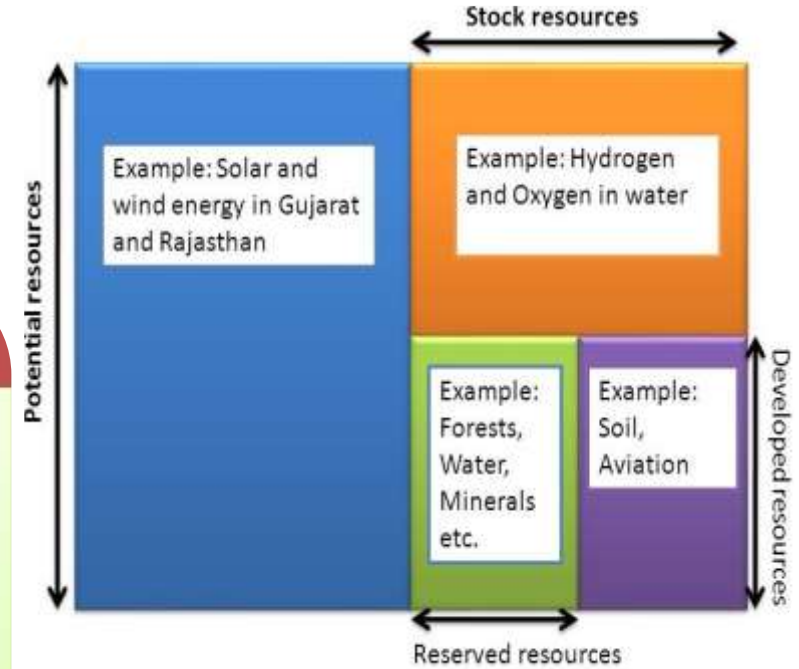 Stock resources
Potential resources
Example: Solar and
wind energy in Gujarat
and Rajasthan
Example: Hydrogen
and Oxygen in water
Example:
Forests,
Water,
Minerals
etc.
Example:
Soil,
Aviation
Developed resources
Reserved resources